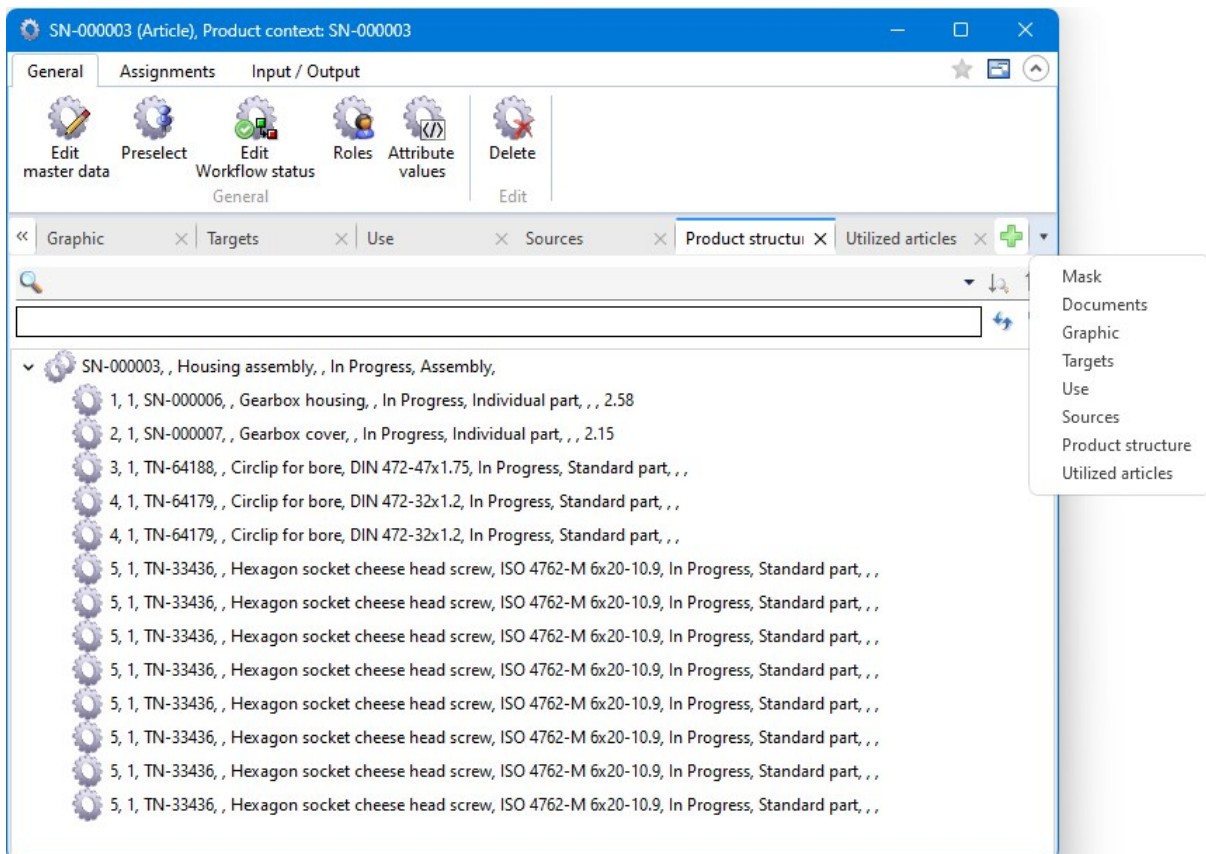 SN-000003 (Article), Product context: SN-000003
General Assignments Input / Output
Edit master data
Preselect
Edit Workflow status
Roles
Attribute values
Delete
General Edit
Graphic Targets Use Sources Product structu Utilized articles
Mask
Documents
Graphic
Targets
Use
Sources
Product structure
Utilized articles
SN-000003, , Housing assembly, , In Progress, Assembly,
1, 1, SN-000006, , Gearbox housing, , In Progress, Individual part, , , 2.58
2, 1, SN-000007, , Gearbox cover, , In Progress, Individual part, , , 2.15
3, 1, TN-64188, , Circlip for bore, DIN 472-47x1.75, In Progress, Standard part, , ,
4, 1, TN-64179, , Circlip for bore, DIN 472-32x1.2, In Progress, Standard part, , ,
4, 1, TN-64179, , Circlip for bore, DIN 472-32x1.2, In Progress, Standard part, , ,
5, 1, TN-33436, , Hexagon socket cheese head screw, ISO 4762-M 6x20-10.9, In Progress, Standard part, , ,
5, 1, TN-33436, , Hexagon socket cheese head screw, ISO 4762-M 6x20-10.9, In Progress, Standard part, , ,
5, 1, TN-33436, , Hexagon socket cheese head screw, ISO 4762-M 6x20-10.9, In Progress, Standard part, , ,
5, 1, TN-33436, , Hexagon socket cheese head screw, ISO 4762-M 6x20-10.9, In Progress, Standard part, , ,
5, 1, TN-33436, , Hexagon socket cheese head screw, ISO 4762-M 6x20-10.9, In Progress, Standard part, , ,
5, 1, TN-33436, , Hexagon socket cheese head screw, ISO 4762-M 6x20-10.9, In Progress, Standard part, , ,
5, 1, TN-33436, , Hexagon socket cheese head screw, ISO 4762-M 6x20-10.9, In Progress, Standard part, , ,
5, 1, TN-33436, , Hexagon socket cheese head screw, ISO 4762-M 6x20-10.9, In Progress, Standard part, , ,